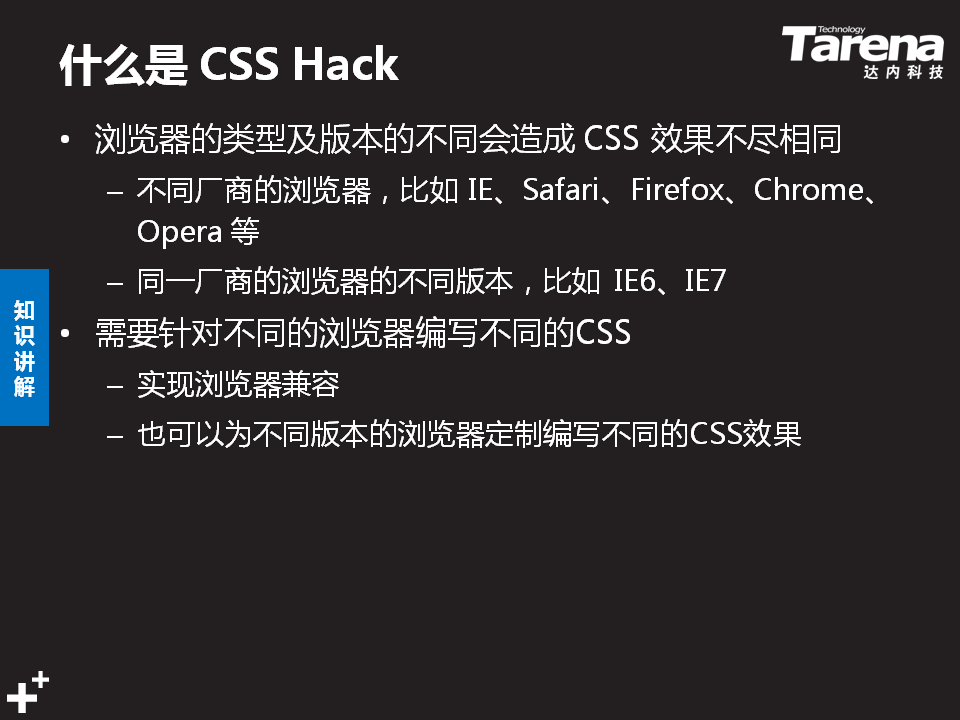 什么是 CSS Hack
Technology
Tarena
达内科技
• 浏览器的类型及版本的不同会造成 CSS 效果不尽相同
– 不同厂商的浏览器，比如 IE、Safari、Firefox、Chrome、
Opera 等
– 同一厂商的浏览器的不同版本，比如 IE6、IE7
• 需要针对不同的浏览器编写不同的CSS
– 实现浏览器兼容
– 也可以为不同版本的浏览器定制编写不同的CSS效果
知
识
讲
解